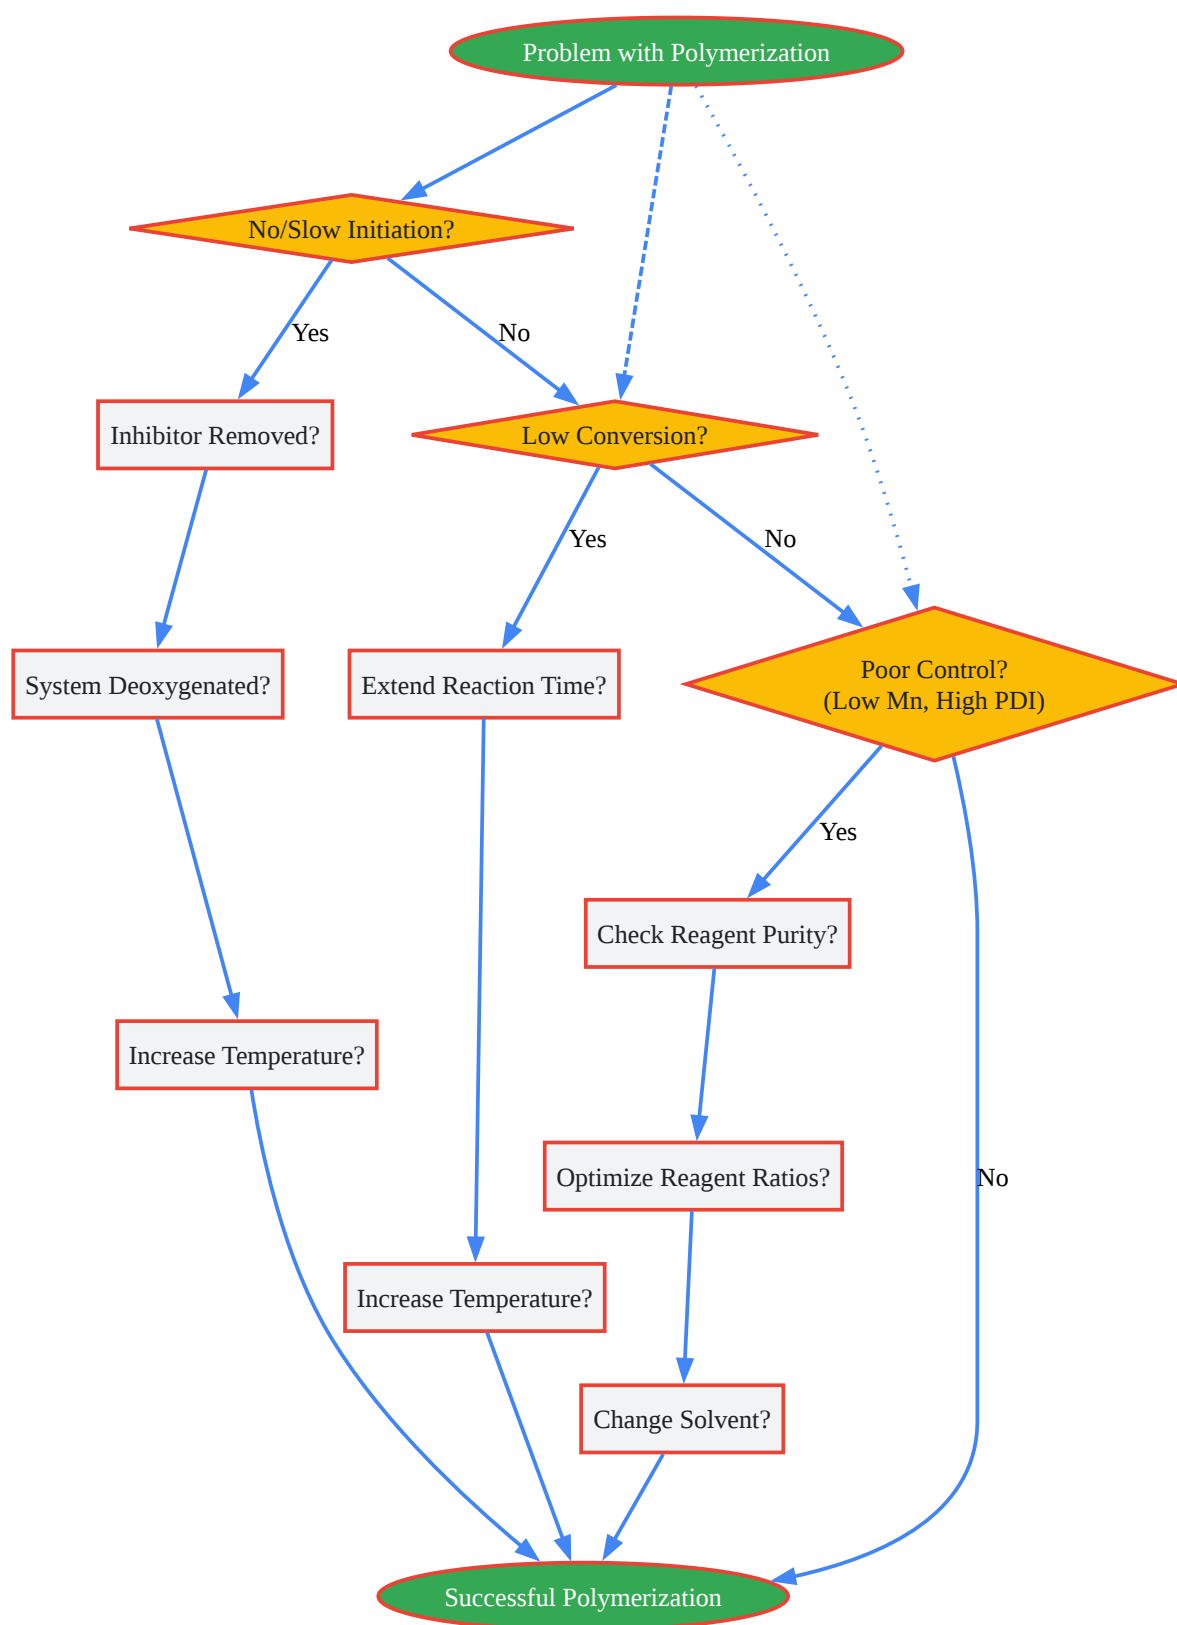 Problem with Polymerization
No/Slow Initiation?
Yes
No
Inhibitor Removed?
Low Conversion?
Yes
No
System Deoxygenated?
Extend Reaction Time?
Poor Control?
(Low Mn, High PDI)
Yes
Check Reagent Purity?
Increase Temperature?
Optimize Reagent Ratios?
No
Increase Temperature?
Change Solvent?
Successful Polymerization